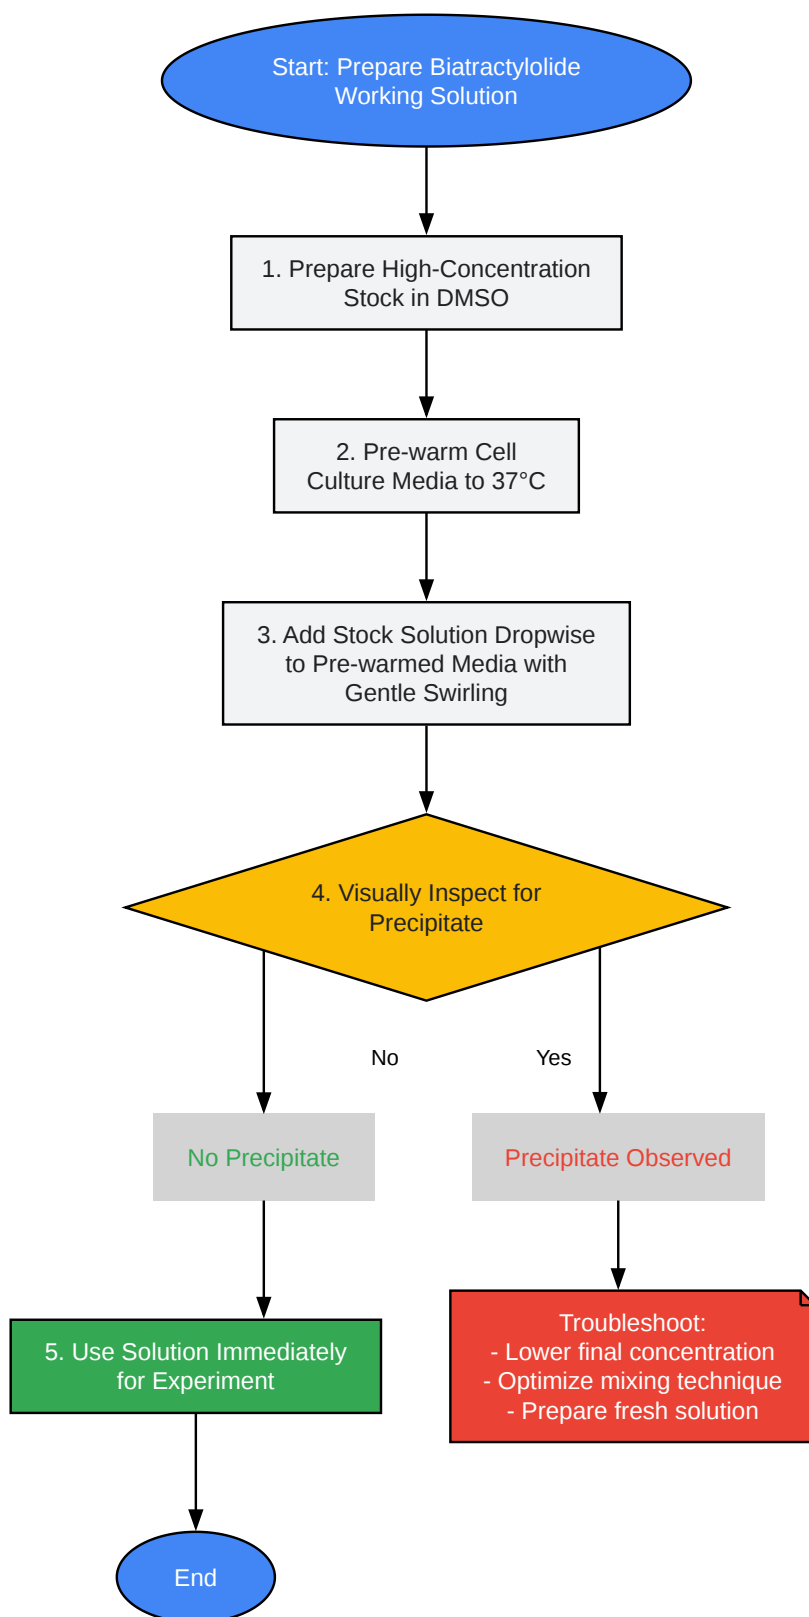 Start: Prepare Biatractylolide
Working Solution
1. Prepare High-Concentration
Stock in DMSO
2. Pre-warm Cell
Culture Media to 37°C
3. Add Stock Solution Dropwise
to Pre-warmed Media with
Gentle Swirling
4. Visually Inspect for
Precipitate
No
Yes
No Precipitate
Precipitate Observed
5. Use Solution Immediately
for Experiment
Troubleshoot:
- Lower final concentration
- Optimize mixing technique
- Prepare fresh solution
End